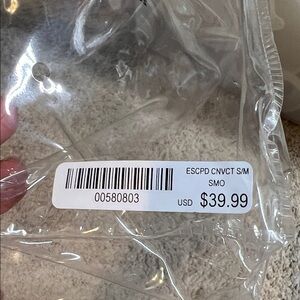 ESCPD CNVCT S/M
SMO
00580803
USD $39.99